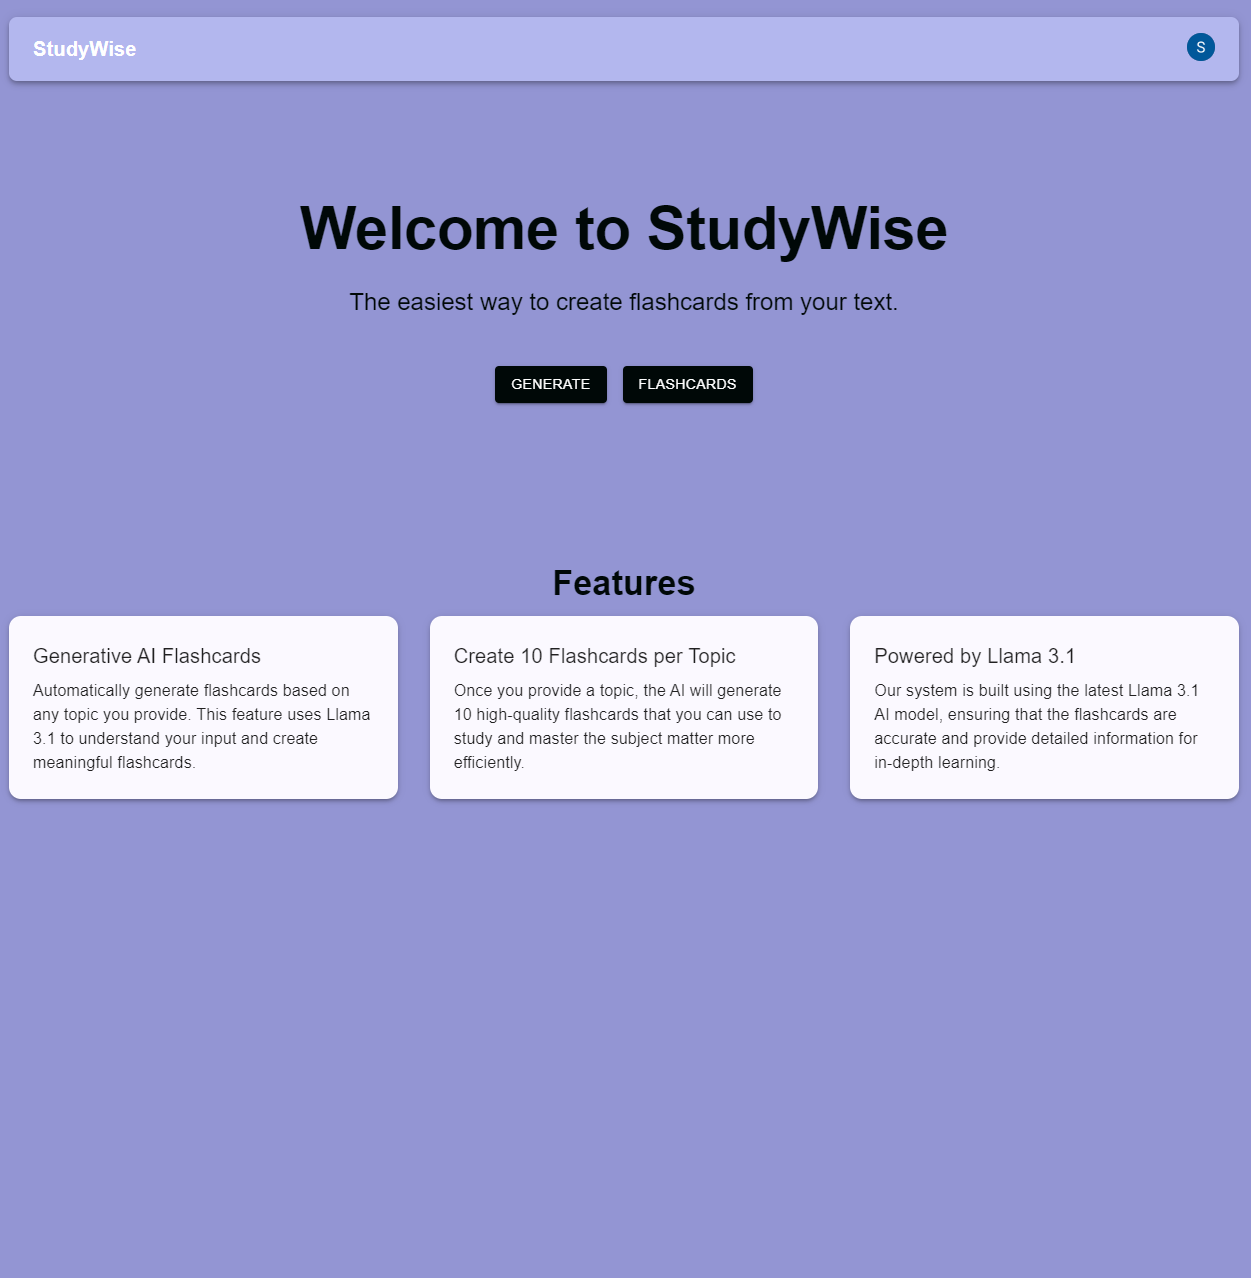 StudyWise
S
Welcome to StudyWise
The easiest way to create flashcards from your text.
GENERATE
FLASHCARDS
Features
Generative AI Flashcards
Automatically generate flashcards based on
any topic you provide. This feature uses Llama
3.1 to understand your input and create
meaningful flashcards.
Create 10 Flashcards per Topic
Once you provide a topic, the AI will generate
10 high-quality flashcards that you can use to
study and master the subject matter more
efficiently.
Powered by Llama 3.1
Our system is built using the latest Llama 3.1
AI model, ensuring that the flashcards are
accurate and provide detailed information for
in-depth learning.